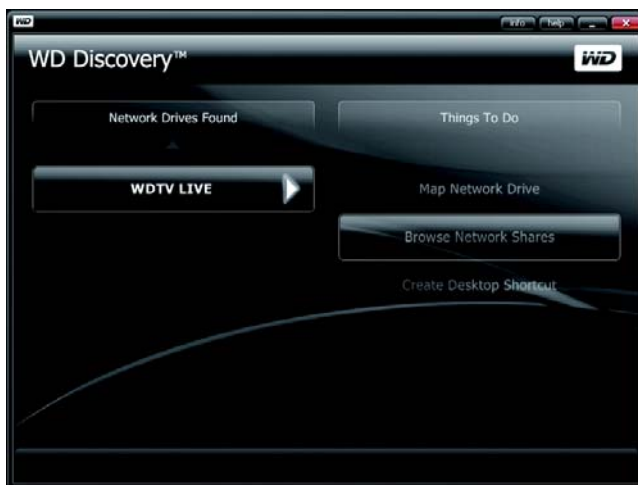 WD
info help
WD Discovery™
WD
Network Drives Found
Things To Do
WDTV LIVE
Map Network Drive
Browse Network Shares
Create Desktop Shortcut